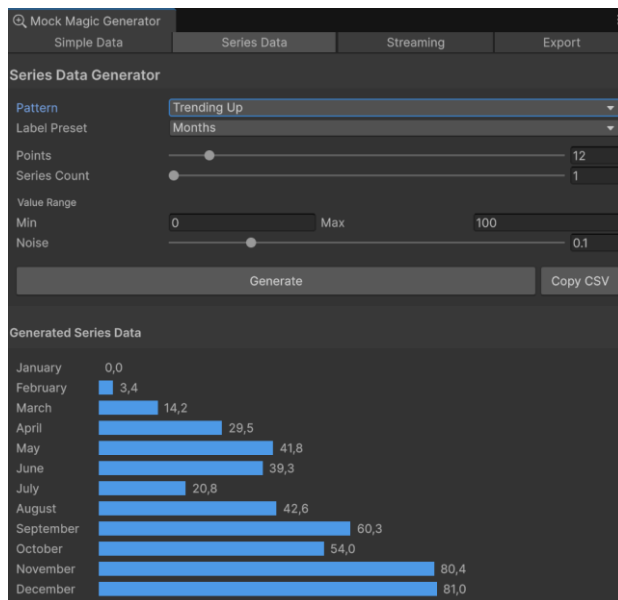 Mock Magic Generator
Simple Data Series Data Streaming Export
Series Data Generator
Pattern Trending Up
Label Preset Months
Points 12
Series Count 1
Value Range
Min 0 Max 100
Noise 0.1
Generate Copy CSV
Generated Series Data
January 0,0
February 3,4
March 14,2
April 29,5
May 41,8
June 39,3
July 20,8
August 42,6
September 60,3
October 54,0
November 80,4
December 81,0